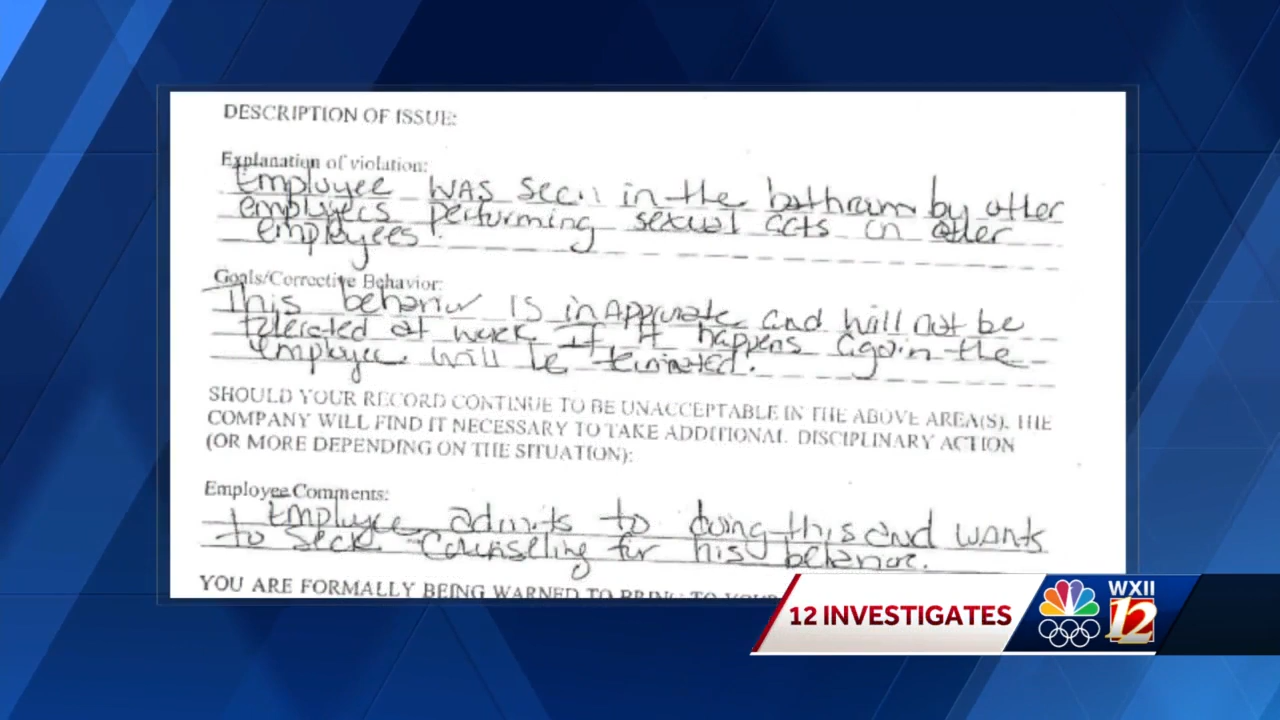 DESCRIPTION OF ISSUE:
Explanation of violation:
Employee was seen in the bathroom by other
employees performing sexual acts on other
employees.
Goals/Corrective Behavior:
This behavior is inappropriate and will not be
tolerated at work. If it happens again the
employee will be terminated.
SHOULD YOUR RECORD CONTINUE TO BE UNACCEPTABLE IN THE ABOVE AREA(S), THE
COMPANY WILL FIND IT NECESSARY TO TAKE ADDITIONAL DISCIPLINARY ACTION
(OR MORE DEPENDING ON THE SITUATION):
Employee Comments:
Employee admits to doing this and wants
to seek counseling for his behavior.
YOU ARE FORMALLY BEING WARNED TO BRING TO YOUR
12 INVESTIGATES
WXII
12